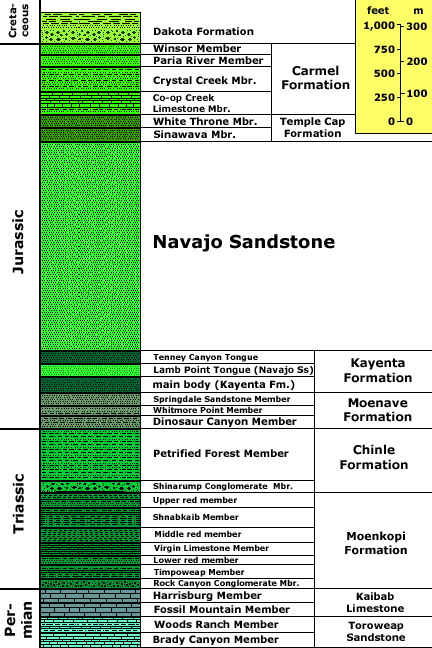 Creta-
ceous
Dakota Formation
feet
m
1,000
300
750
200
500
250
100
0
0
Jurassic
Winsor Member
Paria River Member
Crystal Creek Mbr.
Co-op Creek
Limestone Mbr.
Carmel
Formation
White Throne Mbr.
Sinawava Mbr.
Temple Cap
Formation
Navajo Sandstone
Tenney Canyon Tongue
Lamb Point Tongue (Navajo Ss)
main body (Kayenta Fm.)
Kayenta
Formation
Springdale Sandstone Member
Whitmore Point Member
Dinosaur Canyon Member
Moenave
Formation
Triassic
Petrified Forest Member
Shinarump Conglomerate Mbr.
Chinle
Formation
Upper red member
Shnabkaib Member
Middle red member
Virgin Limestone Member
Lower red member
Timpoweap Member
Rock Canyon Conglomerate Mbr.
Moenkopi
Formation
Per-
mian
Harrisburg Member
Fossil Mountain Member
Kaibab
Limestone
Woods Ranch Member
Brady Canyon Member
Toroweap
Sandstone